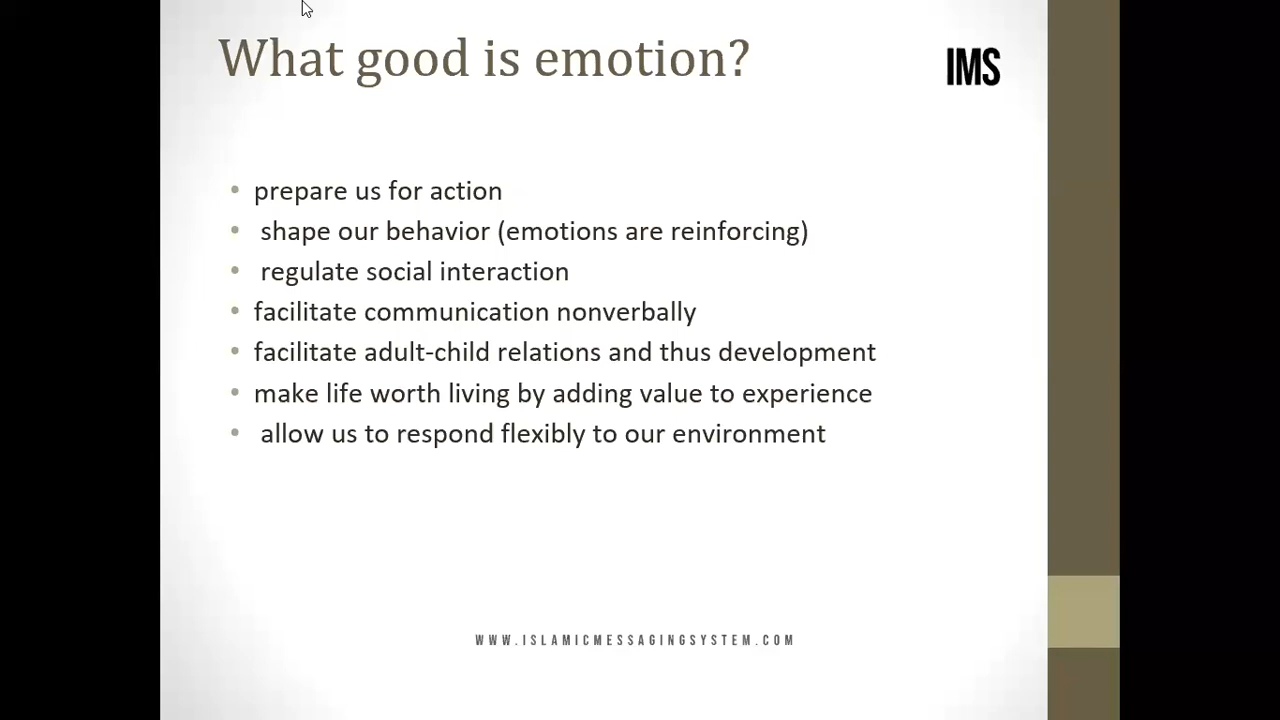 What good is emotion?
IMS
• prepare us for action
• shape our behavior (emotions are reinforcing)
• regulate social interaction
• facilitate communication nonverbally
• facilitate adult-child relations and thus development
• make life worth living by adding value to experience
• allow us to respond flexibly to our environment
WWW.ISLAMICMESSAGINGSYSTEM.COM